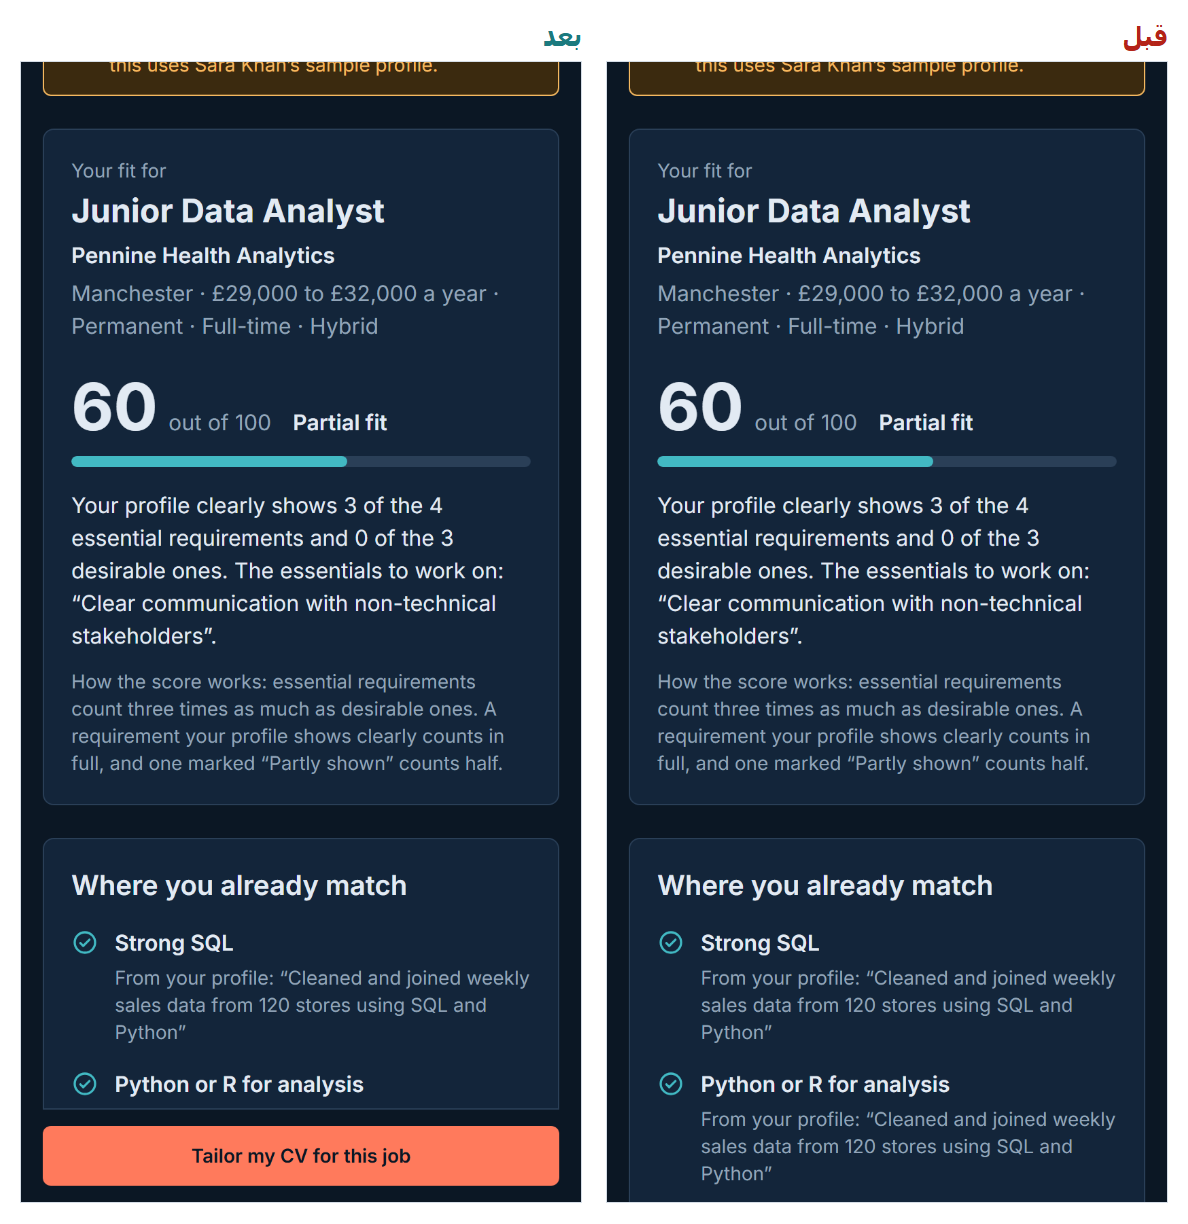 قبل
this uses Sara Khan's sample profile.
Your fit for
Junior Data Analyst
Pennine Health Analytics
Manchester · £29,000 to £32,000 a year ·
Permanent · Full-time · Hybrid
60 out of 100 Partial fit
Your profile clearly shows 3 of the 4
essential requirements and 0 of the 3
desirable ones. The essentials to work on:
“Clear communication with non-technical
stakeholders”.
How the score works: essential requirements
count three times as much as desirable ones. A
requirement your profile shows clearly counts in
full, and one marked “Partly shown” counts half.
Where you already match
Strong SQL
From your profile: “Cleaned and joined weekly
sales data from 120 stores using SQL and
Python”
Python or R for analysis
From your profile: “Cleaned and joined weekly
sales data from 120 stores using SQL and
Python”
بعد
this uses Sara Khan's sample profile.
Your fit for
Junior Data Analyst
Pennine Health Analytics
Manchester · £29,000 to £32,000 a year ·
Permanent · Full-time · Hybrid
60 out of 100 Partial fit
Your profile clearly shows 3 of the 4
essential requirements and 0 of the 3
desirable ones. The essentials to work on:
“Clear communication with non-technical
stakeholders”.
How the score works: essential requirements
count three times as much as desirable ones. A
requirement your profile shows clearly counts in
full, and one marked “Partly shown” counts half.
Where you already match
Strong SQL
From your profile: “Cleaned and joined weekly
sales data from 120 stores using SQL and
Python”
Python or R for analysis
Tailor my CV for this job